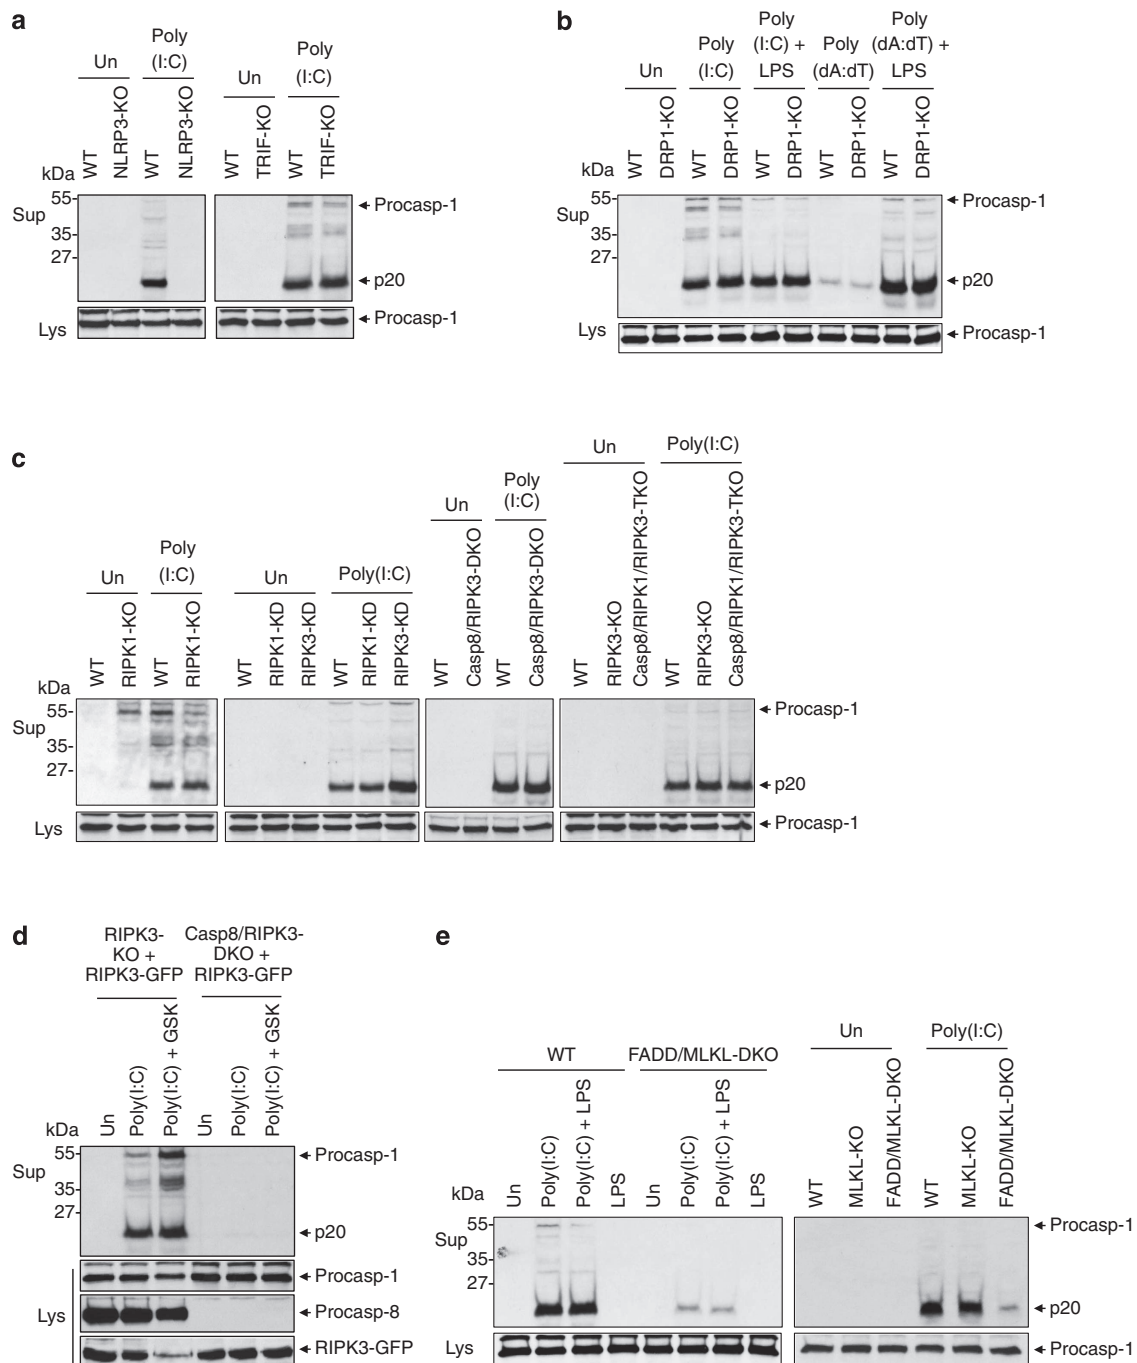 a
Un
Poly
(I:C)
Un
Poly
(I:C)
WT
NLRP3-KO
WT
NLRP3-KO
WT
TRIF-KO
WT
TRIF-KO
kDa
55-
Sup
35-
27-
Procasp-1
p20
Lys
Procasp-1
b
Un
Poly
(I:C)
Poly
(I:C) +
LPS
Poly
(dA:dT)
Poly
(dA:dT) +
LPS
WT
DRP1-KO
WT
DRP1-KO
WT
DRP1-KO
WT
DRP1-KO
WT
DRP1-KO
kDa
55-
Sup
35-
27-
Procasp-1
p20
Lys
Procasp-1
c
Un
Poly
(I:C)
Un
Poly(I:C)
Un
Poly
(I:C)
Un
Poly(I:C)
WT
RIPK1-KO
WT
RIPK1-KO
WT
RIPK1-KD
RIPK3-KD
WT
RIPK1-KD
RIPK3-KD
WT
Casp8/RIPK3-DKO
WT
Casp8/RIPK3-DKO
WT
RIPK3-KO
Casp8/RIPK1/RIPK3-TKO
WT
RIPK3-KO
Casp8/RIPK1/RIPK3-TKO
kDa
55-
Sup
35-
27-
Procasp-1
p20
Lys
Procasp-1
d
RIPK3-
KO +
RIPK3-GFP
Casp8/RIPK3-
DKO +
RIPK3-GFP
Un
Poly(I:C)
Poly(I:C) + GSK
Un
Poly(I:C)
Poly(I:C) + GSK
kDa
55-
Sup
35-
27-
Procasp-1
p20
Procasp-1
Lys
Procasp-8
RIPK3-GFP
e
WT
FADD/MLKL-DKO
Un
Poly(I:C)
Un
Poly(I:C)
Poly(I:C) + LPS
LPS
Un
Poly(I:C)
Poly(I:C) + LPS
LPS
WT
MLKL-KO
FADD/MLKL-DKO
WT
MLKL-KO
FADD/MLKL-DKO
kDa
55-
Sup
35-
27-
Procasp-1
p20
Lys
Procasp-1